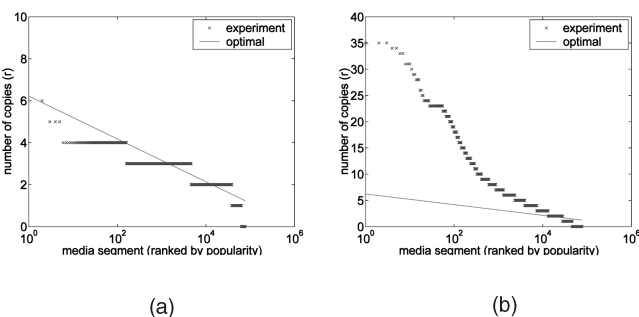 10
8
6
4
2
0
number of copies (r)
experiment
optimal
10^0
10^2
10^4
10^6
media segment (ranked by popularity)
(a)
40
35
30
25
20
15
10
5
0
number of copies (r)
experiment
optimal
10^0
10^2
10^4
10^6
media segment (ranked by popularity)
(b)